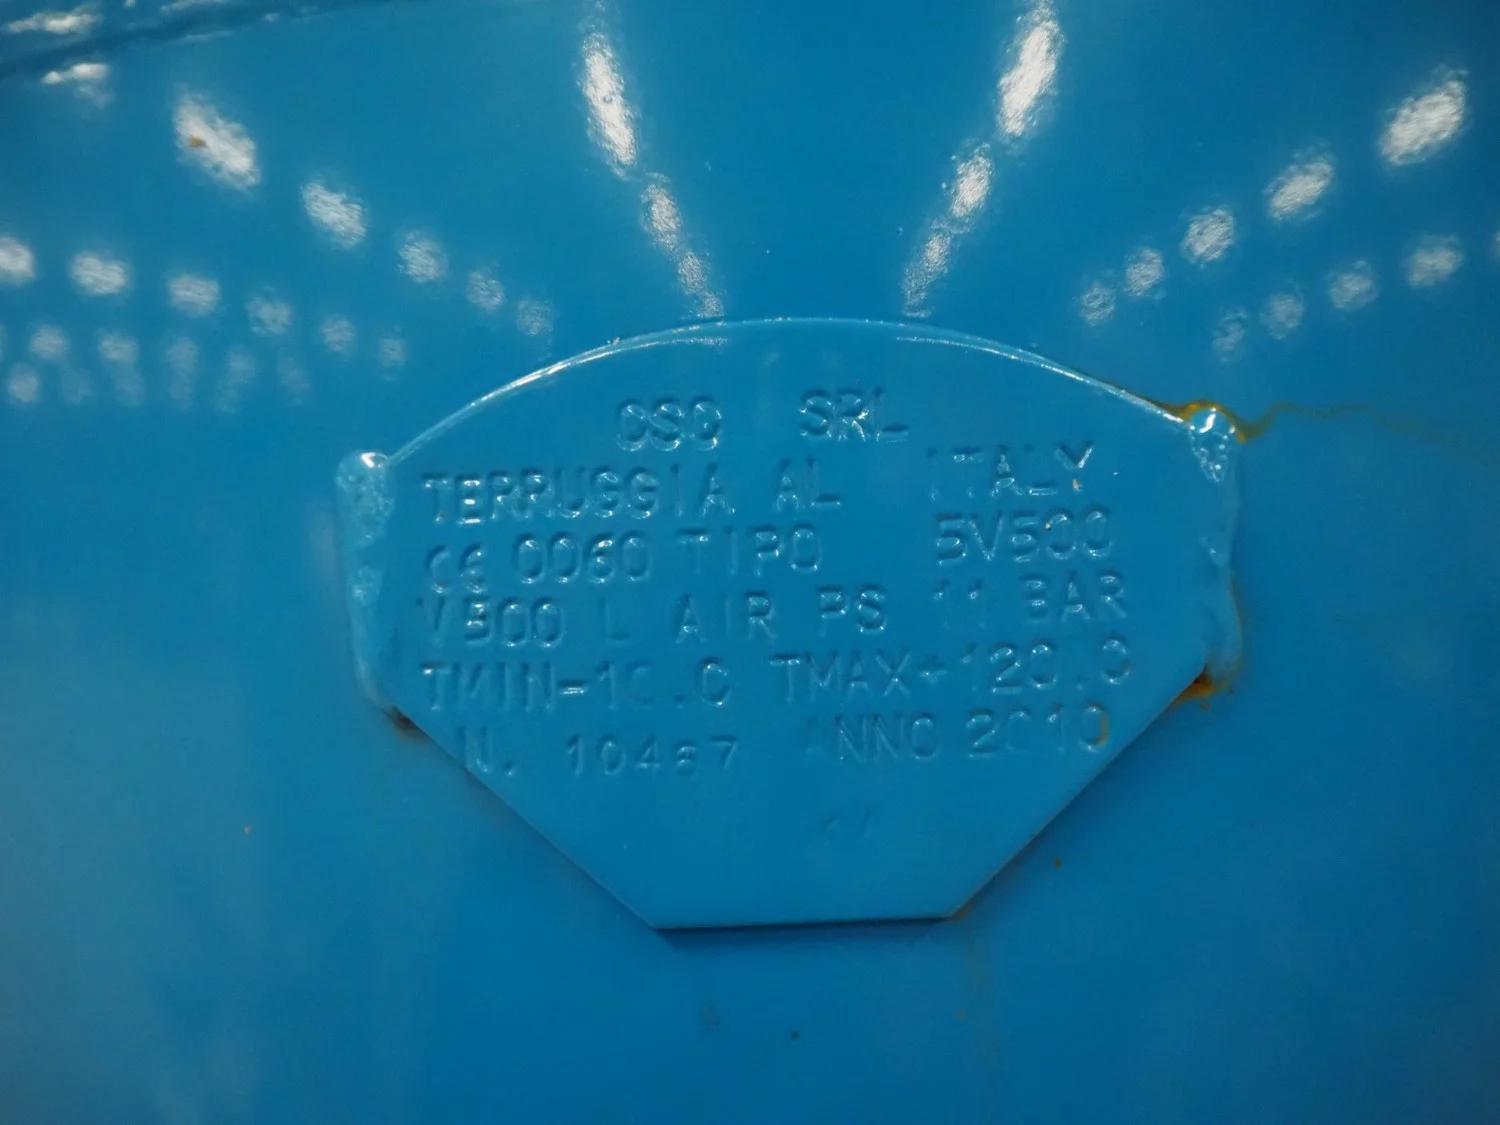 CSC SRL
TERRUGGIA AL ITALY
CE 0060 TIPO 5V500
V500 L AIR PS 11 BAR
TMIN-10.C TMAX+120.C
N. ANNO 2010